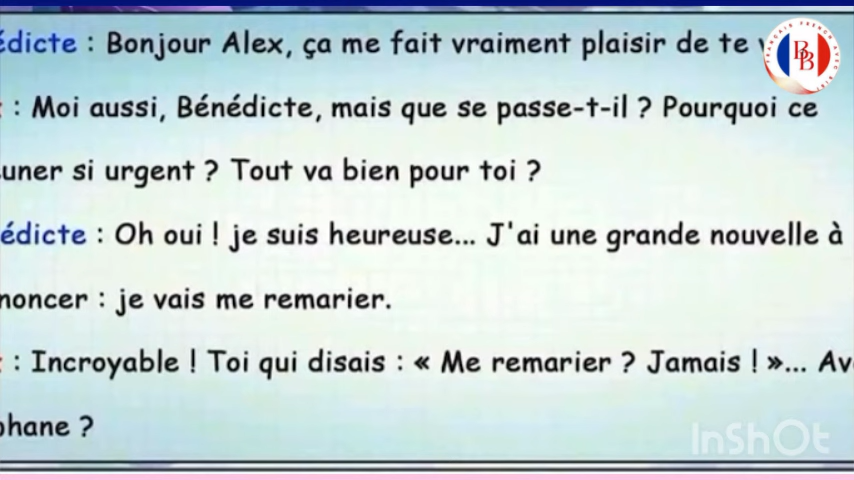 édicte : Bonjour Alex, ça me fait vraiment plaisir de te
: Moi aussi, Bénédicte, mais que se passe-t-il ? Pourquoi ce
uner si urgent ? Tout va bien pour toi ?
édicte : Oh oui ! je suis heureuse... J'ai une grande nouvelle à
noncer : je vais me remarier.
: Incroyable ! Toi qui disais : « Me remarier ? Jamais ! »... Av
phane ?
InShOt